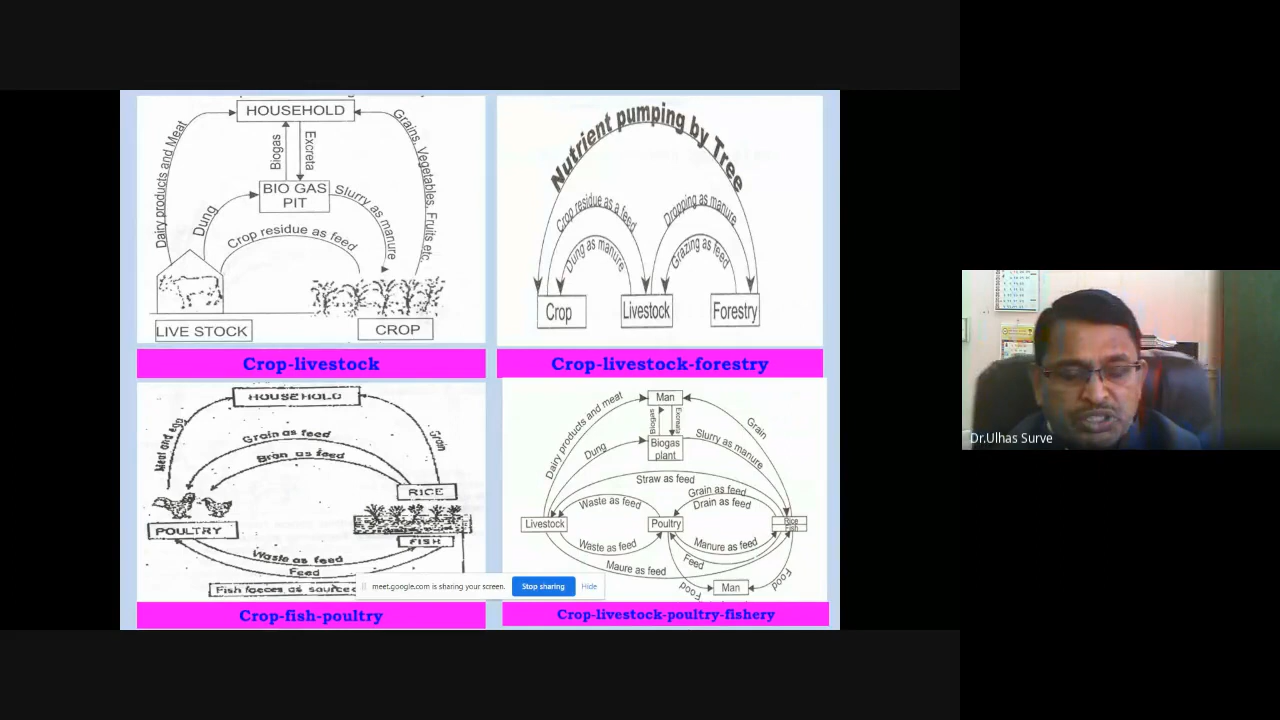 HOUSEHOLD
Dairy products and Meat
Biogas
Excreta
Grains, Vegetables, Fruits etc.
BIO GAS
PIT
Dung
Slurry as manure
Crop residue as feed
LIVE STOCK
CROP
Crop-livestock
Nutrient pumping by Tree
Crop residue as a feed
Dropping as manure
Dung as manure
Grazing as feed
Crop
Livestock
Forestry
Crop-livestock-forestry
HOUSEHOLD
Meat and egg
Grain
Grain as feed
Bran as feed
RICE
POULTRY
FISH
Waste as feed
Feed
Fish faeces as source
Crop-fish-poultry
Man
Dairy products and meat
Biogas
Excreta
Grain
Biogas
plant
Dung
Slurry as manure
Straw as feed
Waste as feed
Grain as feed
Drain as feed
Livestock
Poultry
Rice
Fish
Waste as feed
Manure as feed
Feed
Maure as feed
Food
Man
Food
Crop-livestock-poultry-fishery
meet.google.com is sharing your screen.
Stop sharing
Hide
Dr.Ulhas Surve